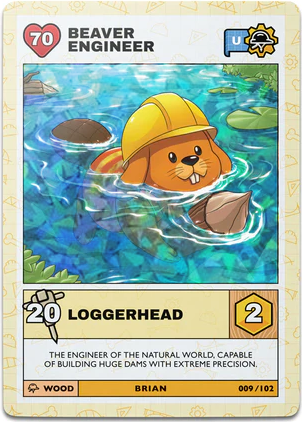 70 BEAVER
ENGINEER
U
20 LOGGERHEAD 2
THE ENGINEER OF THE NATURAL WORLD, CAPABLE
OF BUILDING HUGE DAMS WITH EXTREME PRECISION.
WOOD BRIAN 009/102